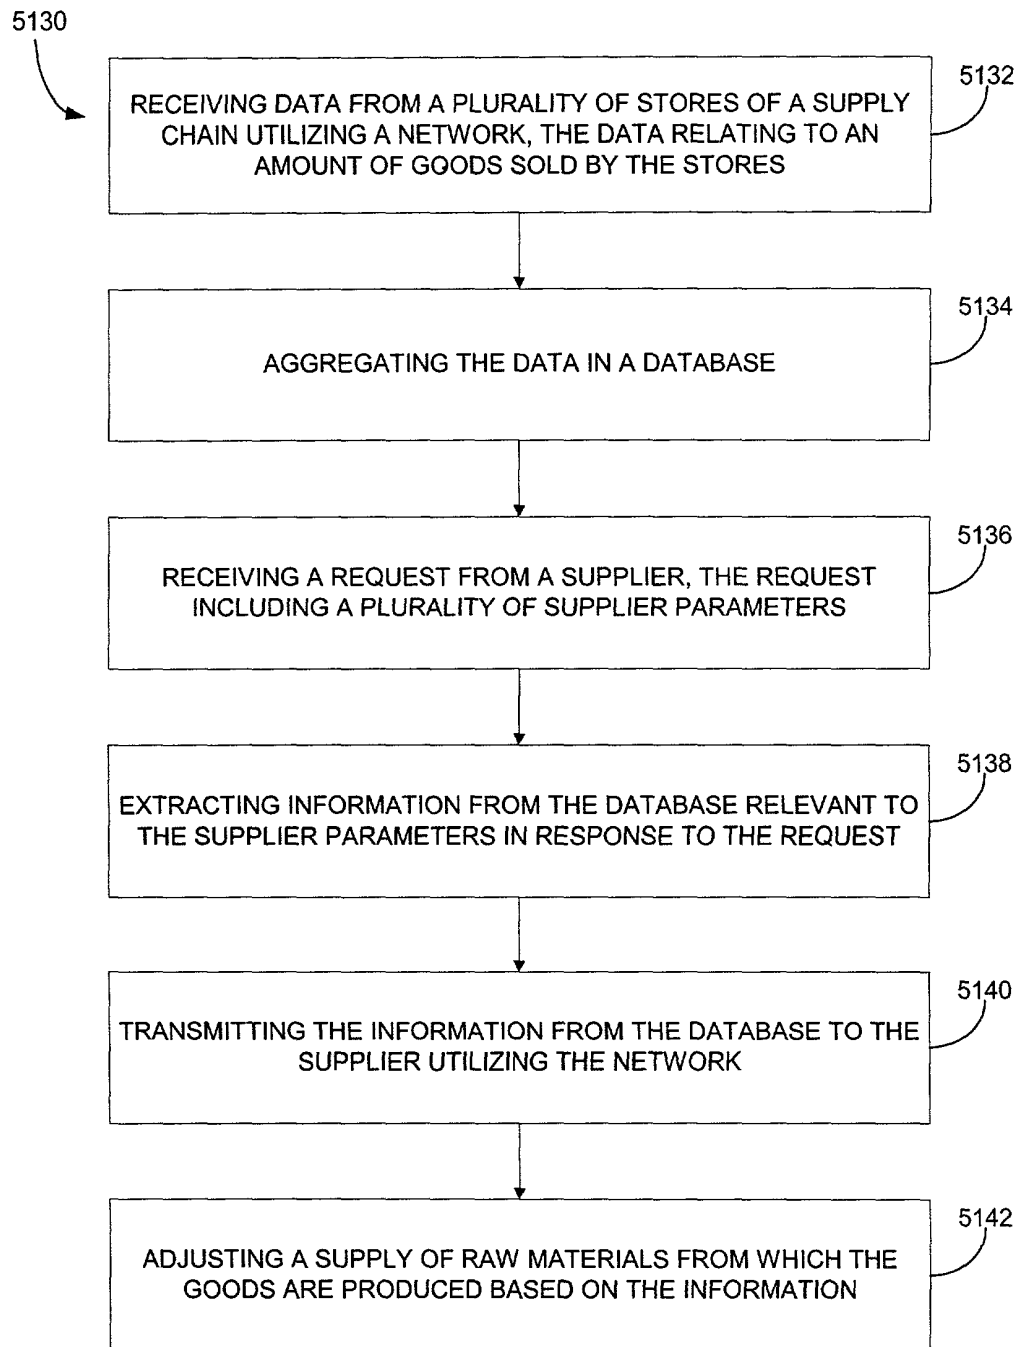 5130
5132
RECEIVING DATA FROM A PLURALITY OF STORES OF A SUPPLY
CHAIN UTILIZING A NETWORK, THE DATA RELATING TO AN
AMOUNT OF GOODS SOLD BY THE STORES
5134
AGGREGATING THE DATA IN A DATABASE
5136
RECEIVING A REQUEST FROM A SUPPLIER, THE REQUEST
INCLUDING A PLURALITY OF SUPPLIER PARAMETERS
5138
EXTRACTING INFORMATION FROM THE DATABASE RELEVANT TO
THE SUPPLIER PARAMETERS IN RESPONSE TO THE REQUEST
5140
TRANSMITTING THE INFORMATION FROM THE DATABASE TO THE
SUPPLIER UTILIZING THE NETWORK
5142
ADJUSTING A SUPPLY OF RAW MATERIALS FROM WHICH THE
GOODS ARE PRODUCED BASED ON THE INFORMATION